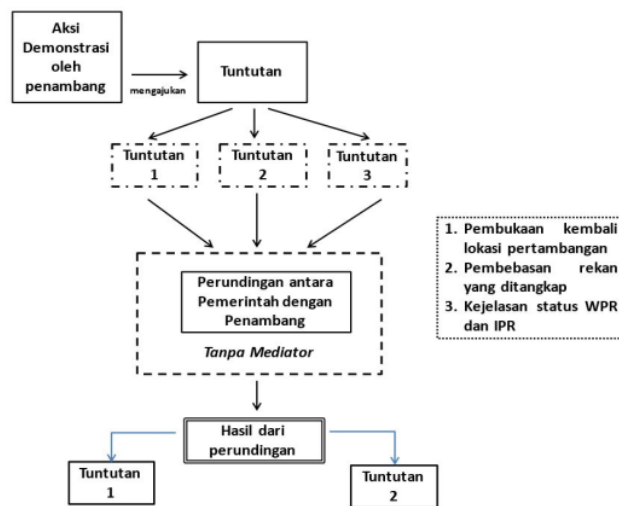 Aksi
Demonstrasi
oleh
penambang
mengajukan
Tuntutan
Tuntutan
1
Tuntutan
2
Tuntutan
3
Perundingan antara
Pemerintah dengan
Penambang
Tanpa Mediator
1. Pembukaan kembali
lokasi pertambangan
2. Pembebasan rekan
yang ditangkap
3. Kejelasan status WPR
dan IPR
Hasil dari
perundingan
Tuntutan
1
Tuntutan
2